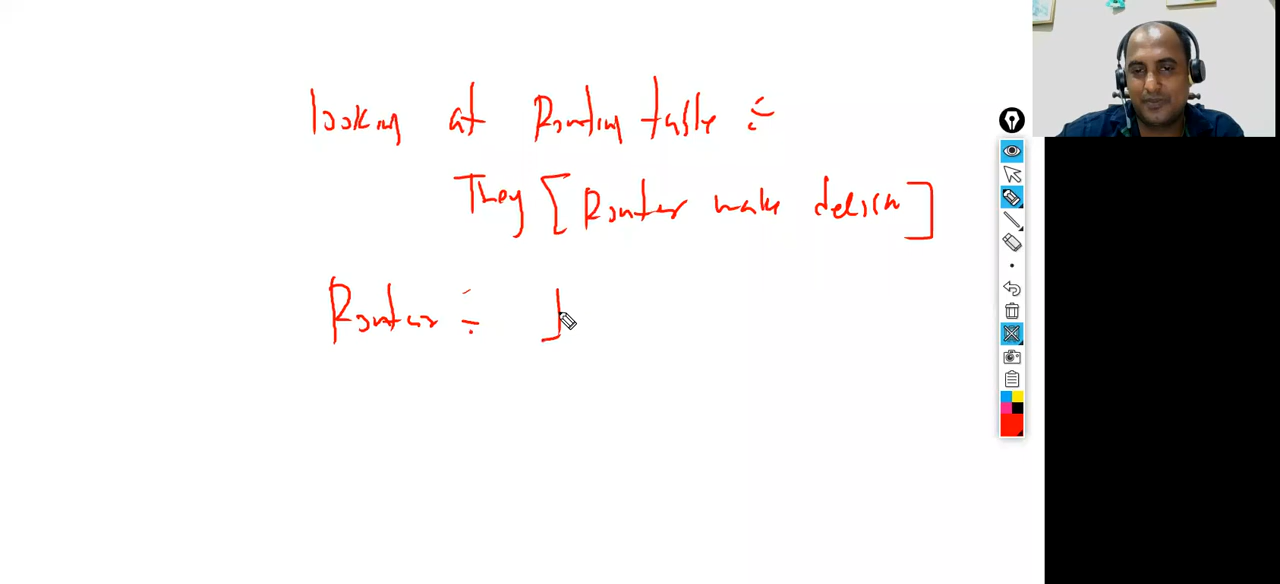 looking at Routing table ÷
They [Router make decision]
Router ÷